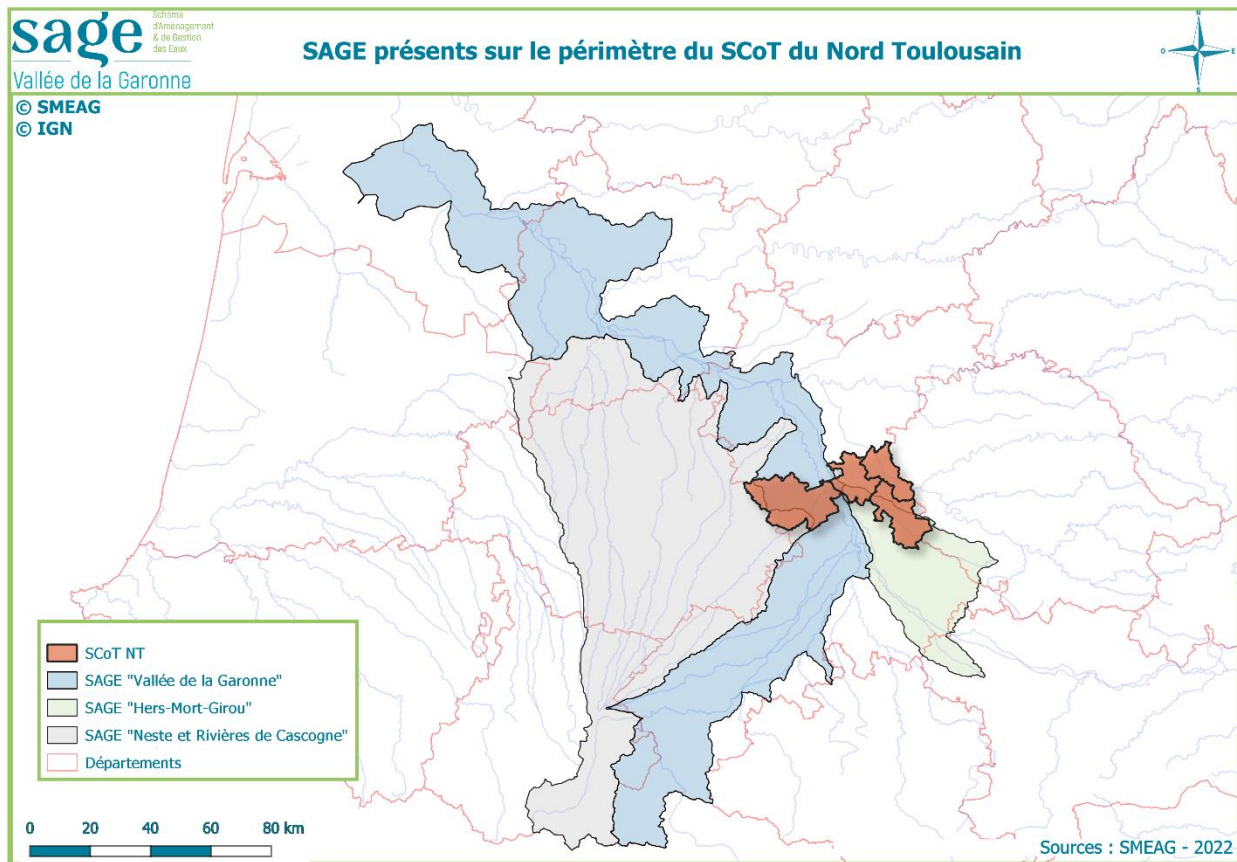 sage
Schéma
d'Aménagement
& de Gestion
des Eaux
Vallée de la Garonne
SAGE présents sur le périmètre du SCoT du Nord Toulousain
N
O
E
S
© SMEAG
© IGN
SCoT NT
SAGE "Vallée de la Garonne"
SAGE "Hers-Mort-Girou"
SAGE "Neste et Rivières de Cascogne"
Départements
0 20 40 60 80 km
Sources : SMEAG - 2022